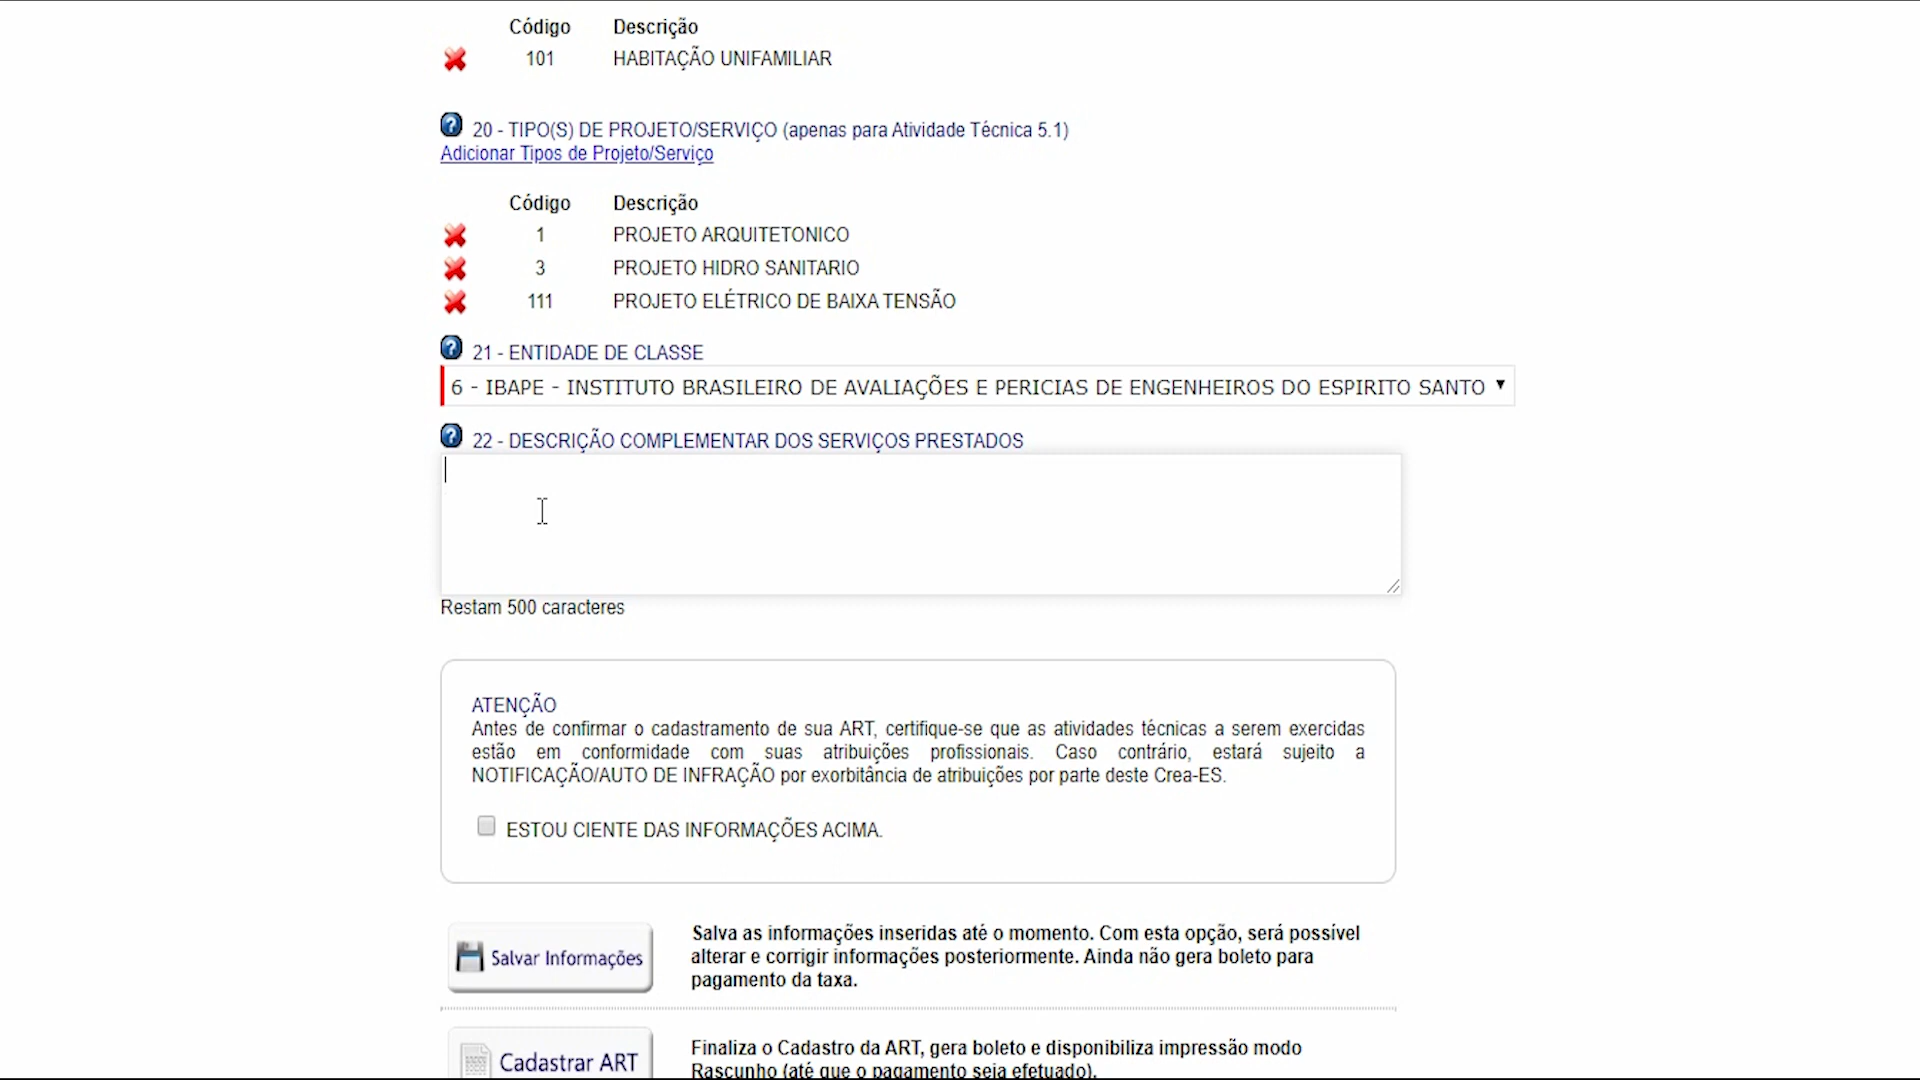 Código Descrição
101 HABITAÇÃO UNIFAMILIAR
20 - TIPO(S) DE PROJETO/SERVIÇO (apenas para Atividade Técnica 5.1)
Adicionar Tipos de Projeto/Serviço
Código Descrição
1 PROJETO ARQUITETONICO
3 PROJETO HIDRO SANITARIO
111 PROJETO ELÉTRICO DE BAIXA TENSÃO
21 - ENTIDADE DE CLASSE
6 - IBAPE - INSTITUTO BRASILEIRO DE AVALIAÇÕES E PERICIAS DE ENGENHEIROS DO ESPIRITO SANTO
22 - DESCRIÇÃO COMPLEMENTAR DOS SERVIÇOS PRESTADOS
Restam 500 caracteres
ATENÇÃO
Antes de confirmar o cadastramento de sua ART, certifique-se que as atividades técnicas a serem exercidas
estão em conformidade com suas atribuições profissionais. Caso contrário, estará sujeito a
NOTIFICAÇÃO/AUTO DE INFRAÇÃO por exorbitância de atribuições por parte deste Crea-ES.
ESTOU CIENTE DAS INFORMAÇÕES ACIMA.
Salvar Informações
Salva as informações inseridas até o momento. Com esta opção, será possível
alterar e corrigir informações posteriormente. Ainda não gera boleto para
pagamento da taxa.
Cadastrar ART
Finaliza o Cadastro da ART, gera boleto e disponibiliza impressão modo
Rascunho (até que o pagamento seja efetuado).